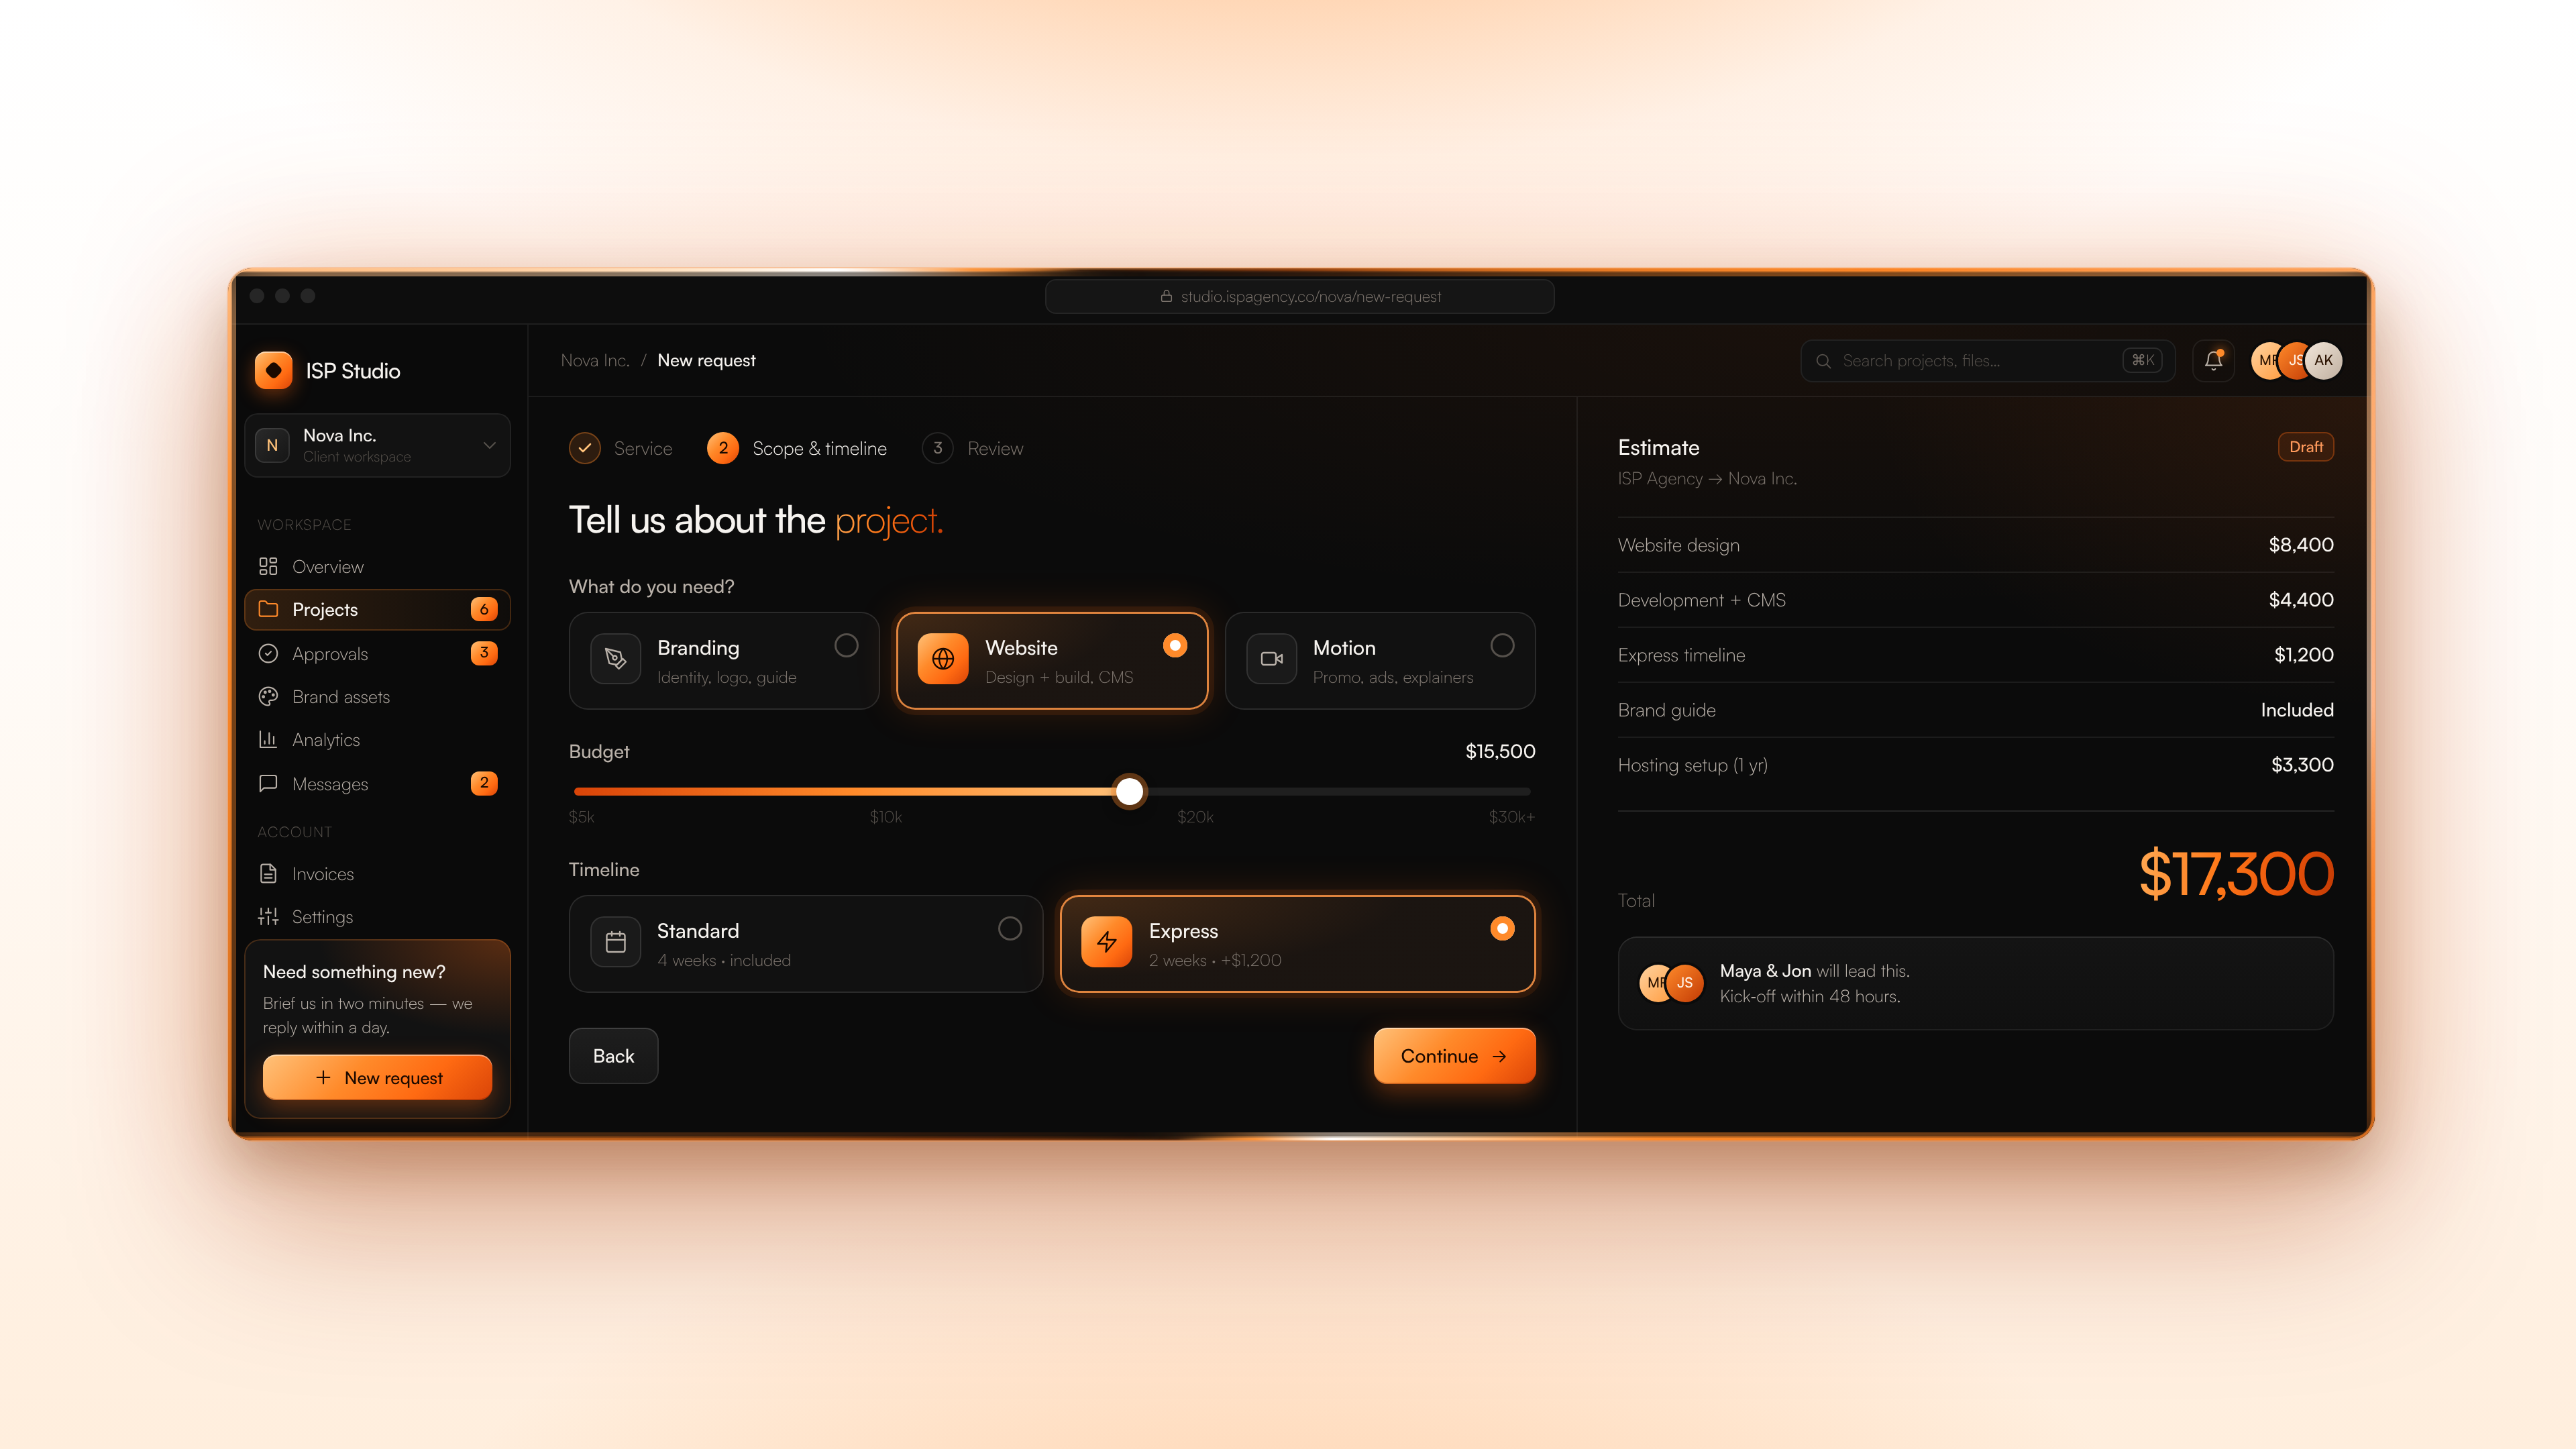 studio.ispagency.co/nova/new-request
ISP Studio
N
Nova Inc.
Client workspace
WORKSPACE
Overview
Projects 6
Approvals 3
Brand assets
Analytics
Messages 2
ACCOUNT
Invoices
Settings
Need something new?
Brief us in two minutes — we
reply within a day.
+ New request
Nova Inc. / New request
Search projects, files... ⌘K
JS AK
Service 2 Scope & timeline 3 Review
Tell us about the project.
What do you need?
Branding
Identity, logo, guide
Website
Design + build, CMS
Motion
Promo, ads, explainers
Budget $15,500
$5k $10k $20k $30k+
Timeline
Standard
4 weeks · included
Express
2 weeks · +$1,200
Back
Continue →
Estimate Draft
ISP Agency → Nova Inc.
Website design $8,400
Development + CMS $4,400
Express timeline $1,200
Brand guide Included
Hosting setup (1 yr) $3,300
Total $17,300
JS
Maya & Jon will lead this.
Kick-off within 48 hours.